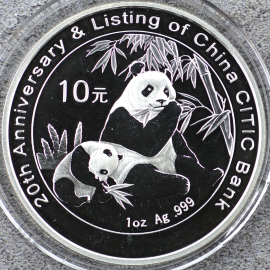 20th Anniversary & Listing of China CITIC Bank
10元
1oz Ag .999